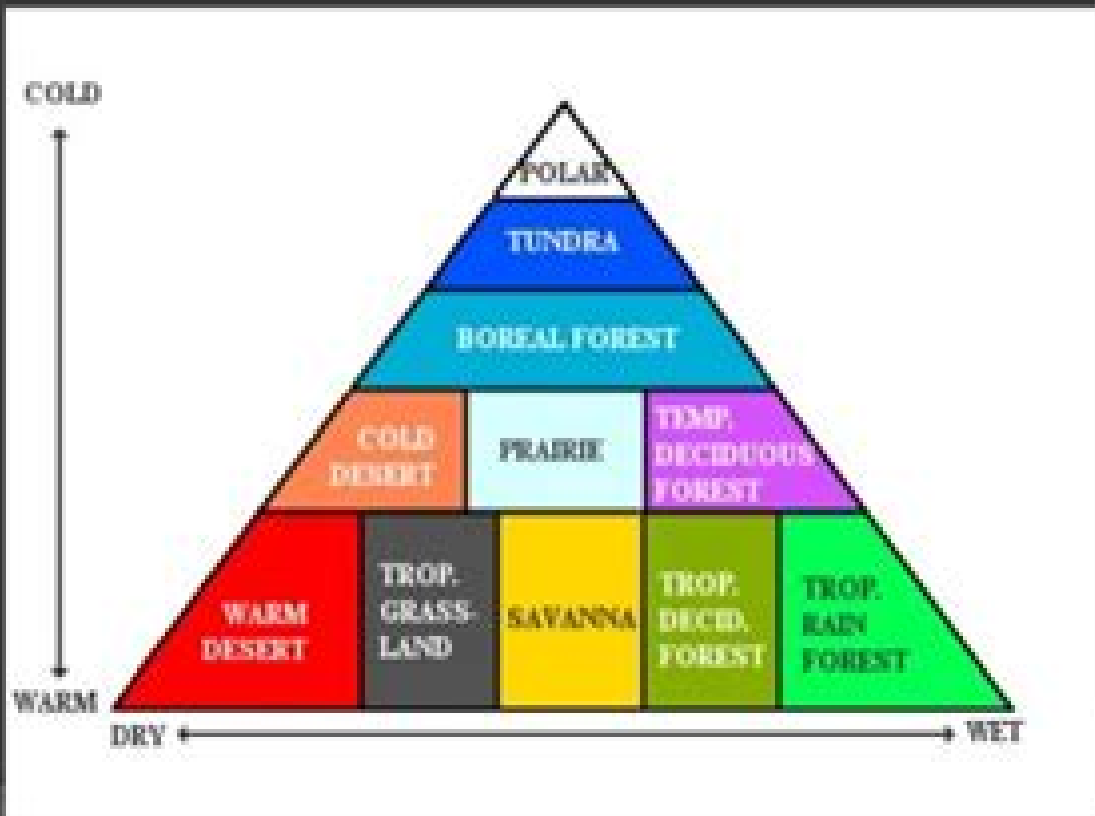 COLD
POLAR
TUNDRA
BOREAL FOREST
COLD
DESERT
PRAIRIE
TEMP.
DECIDUOUS
FOREST
WARM
DESERT
TROP.
GRASS-
LAND
SAVANNA
TROP.
DECID.
FOREST
TROP.
RAIN
FOREST
WARM
DRY
WET